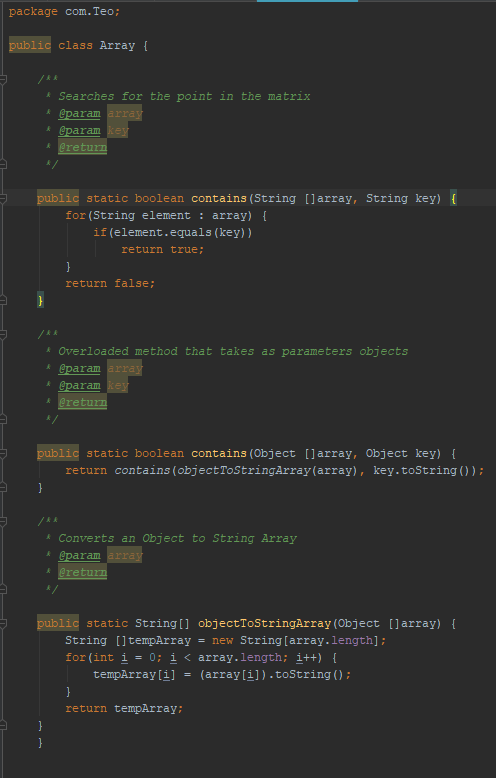 package com.Teo;
public class Array {
/**
* Searches for the point in the matrix
* @param array
* @param key
* @return
*/
public static boolean contains(String []array, String key) {
for(String element : array) {
if(element.equals(key))
return true;
}
return false;
}
/**
* Overloaded method that takes as parameters objects
* @param array
* @param key
* @return
*/
public static boolean contains(Object []array, Object key) {
return contains(objectToStringArray(array), key.toString());
}
/**
* Converts an Object to String Array
* @param array
* @return
*/
public static String[] objectToStringArray(Object []array) {
String []tempArray = new String[array.length];
for(int i = 0; i < array.length; i++) {
tempArray[i] = (array[i]).toString();
}
return tempArray;
}
}